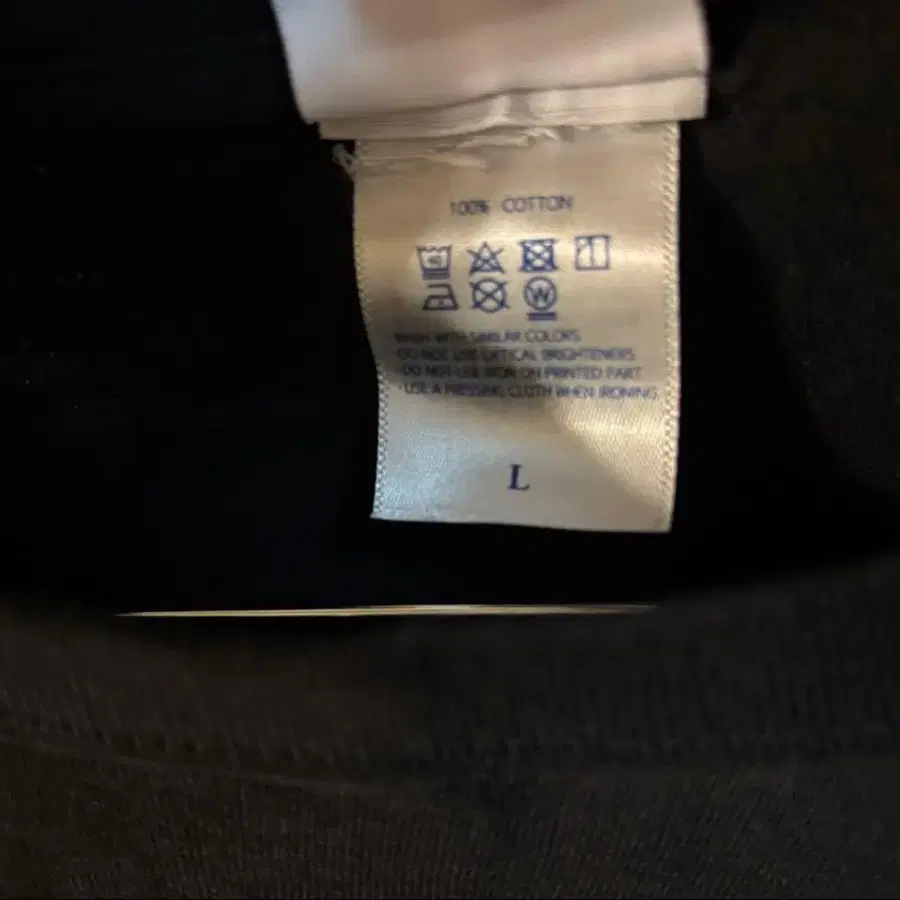 100% COTTON
W
WASH WITH SIMILAR COLORS
·DO NOT USE OPTICAL BRIGHTENERS
·DO NOT USE IRON ON PRINTED PART
·USE A PRESSING CLOTH WHEN IRONING
L